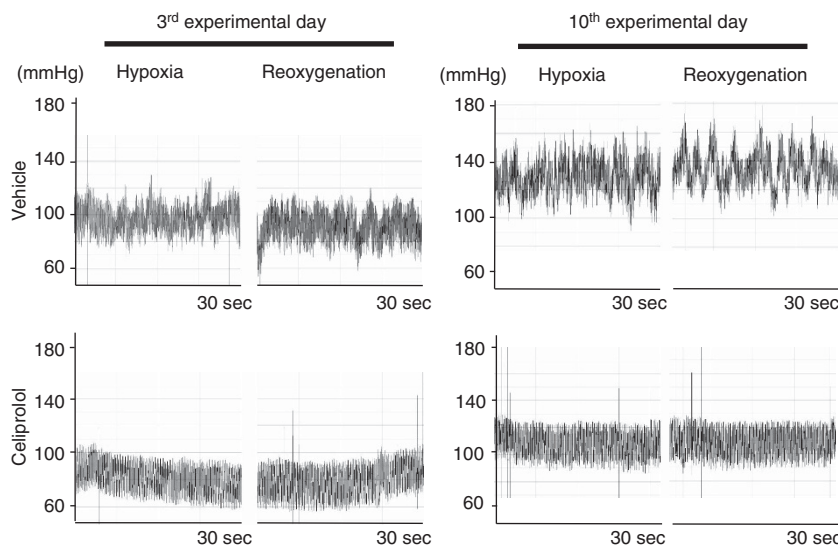 3rd experimental day
10th experimental day
(mmHg) Hypoxia Reoxygenation
(mmHg) Hypoxia Reoxygenation
Vehicle
180
140
100
60
30 sec 30 sec
180
140
100
60
30 sec 30 sec
Celiprolol
180
140
100
60
30 sec 30 sec
180
140
100
60
30 sec 30 sec